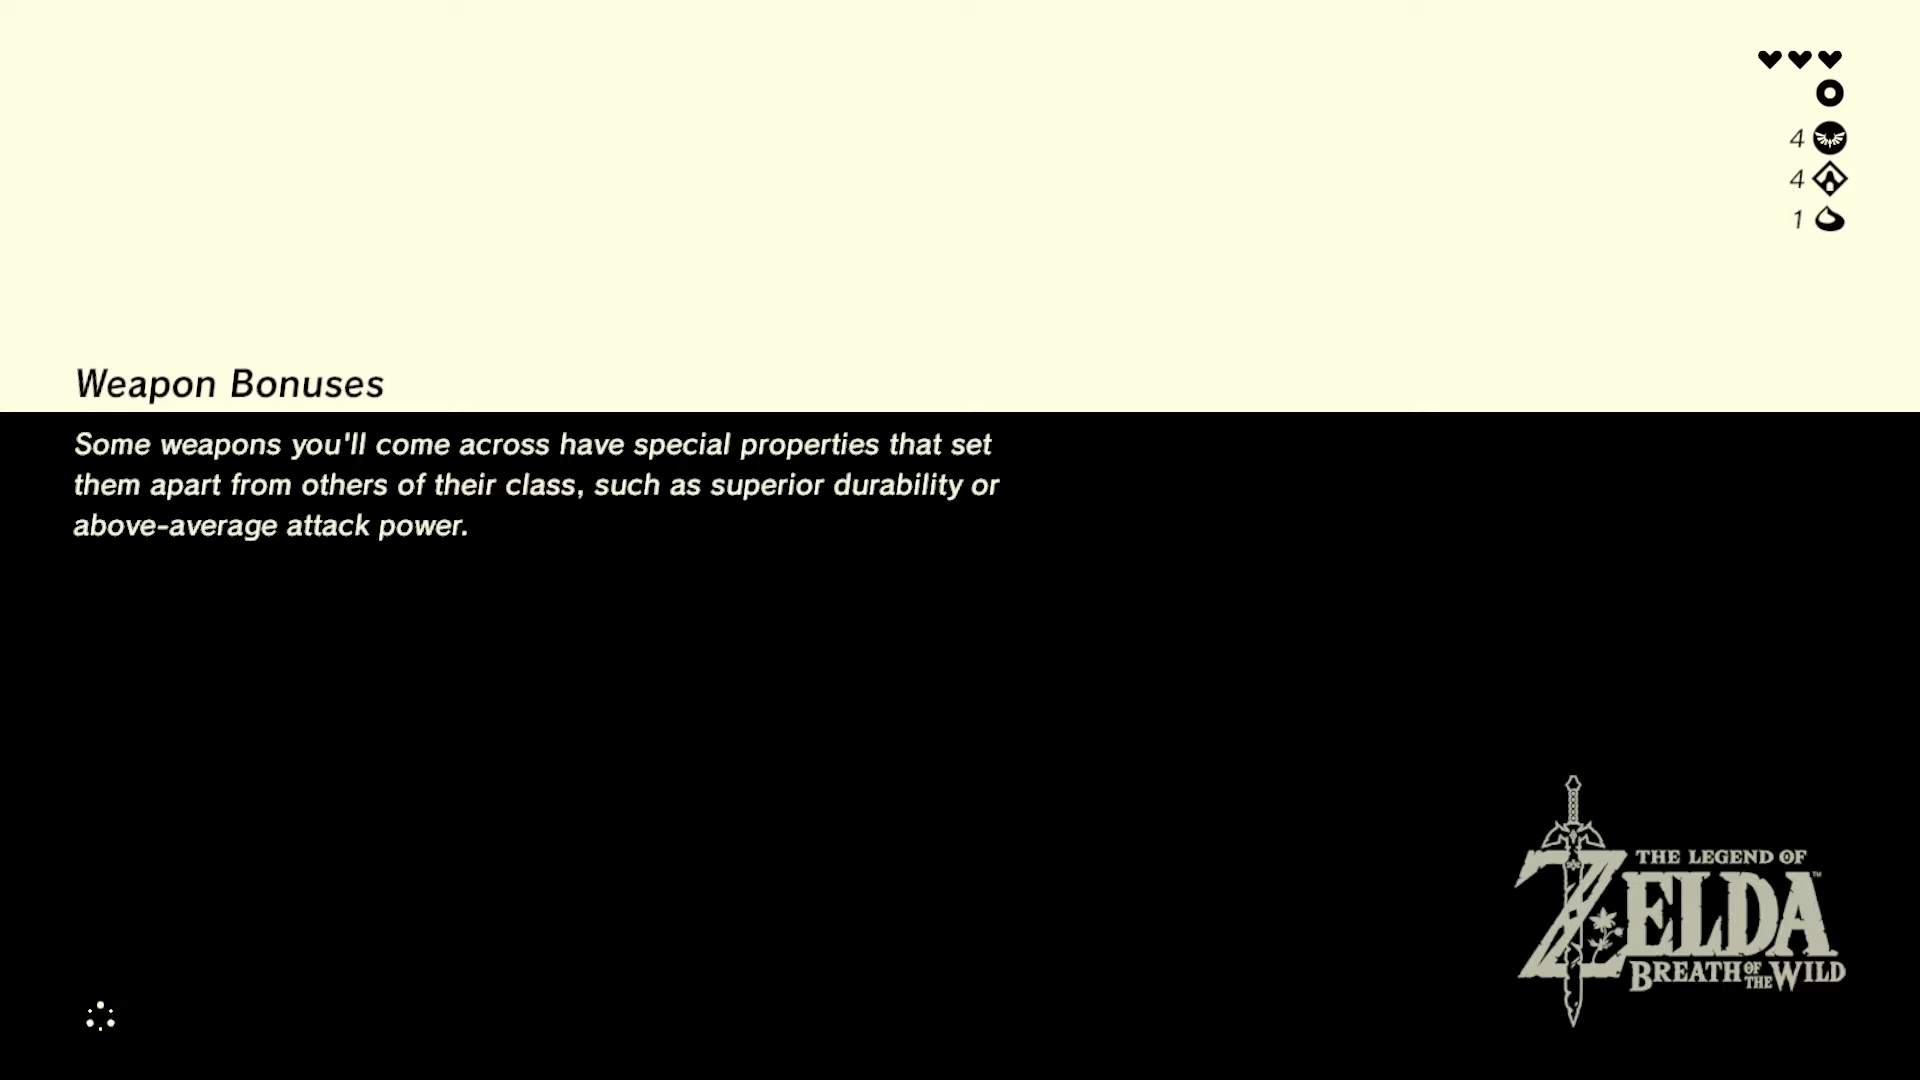 4
4
1
Weapon Bonuses
Some weapons you'll come across have special properties that set
them apart from others of their class, such as superior durability or
above-average attack power.
THE LEGEND OF
ZELDA™
BREATH OF THE WILD